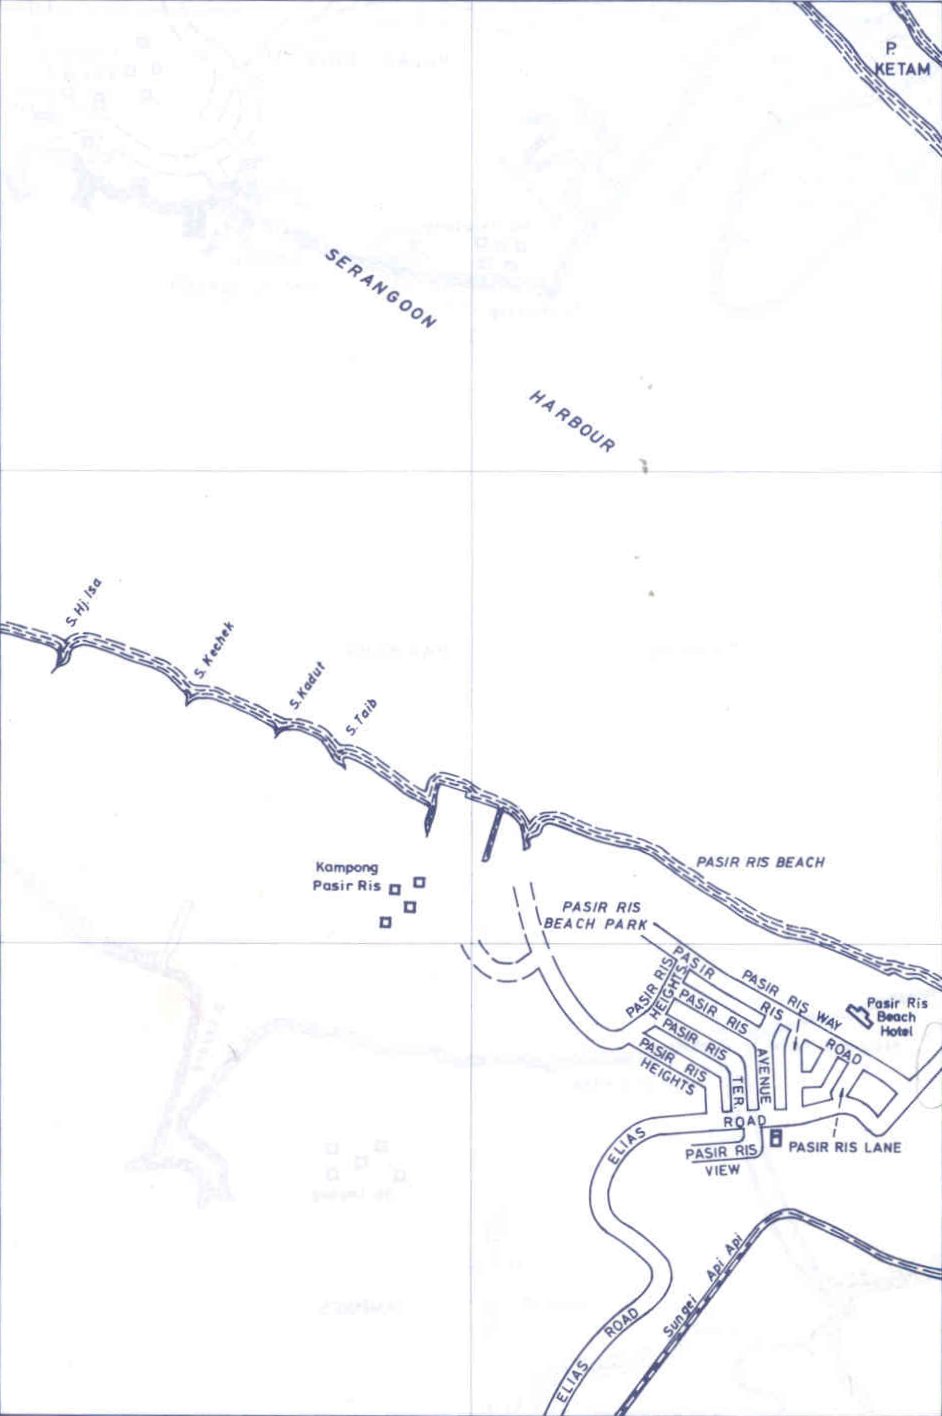 P.
KETAM
SERANGOON
HARBOUR
S. Hj. Isa
S. Kechek
S. Kadut
S. Taib
PASIR RIS BEACH
Kampong
Pasir Ris
PASIR RIS
BEACH PARK
PASIR RIS
HEIGHTS
PASIR
RIS
ROAD
PASIR RIS WAY
Pasir Ris
Beach
Hotel
PASIR RIS
AVENUE
PASIR RIS
TER.
PASIR RIS
HEIGHTS
ELIAS
ROAD
PASIR RIS
VIEW
PASIR RIS LANE
Sungei Api Api
ELIAS ROAD